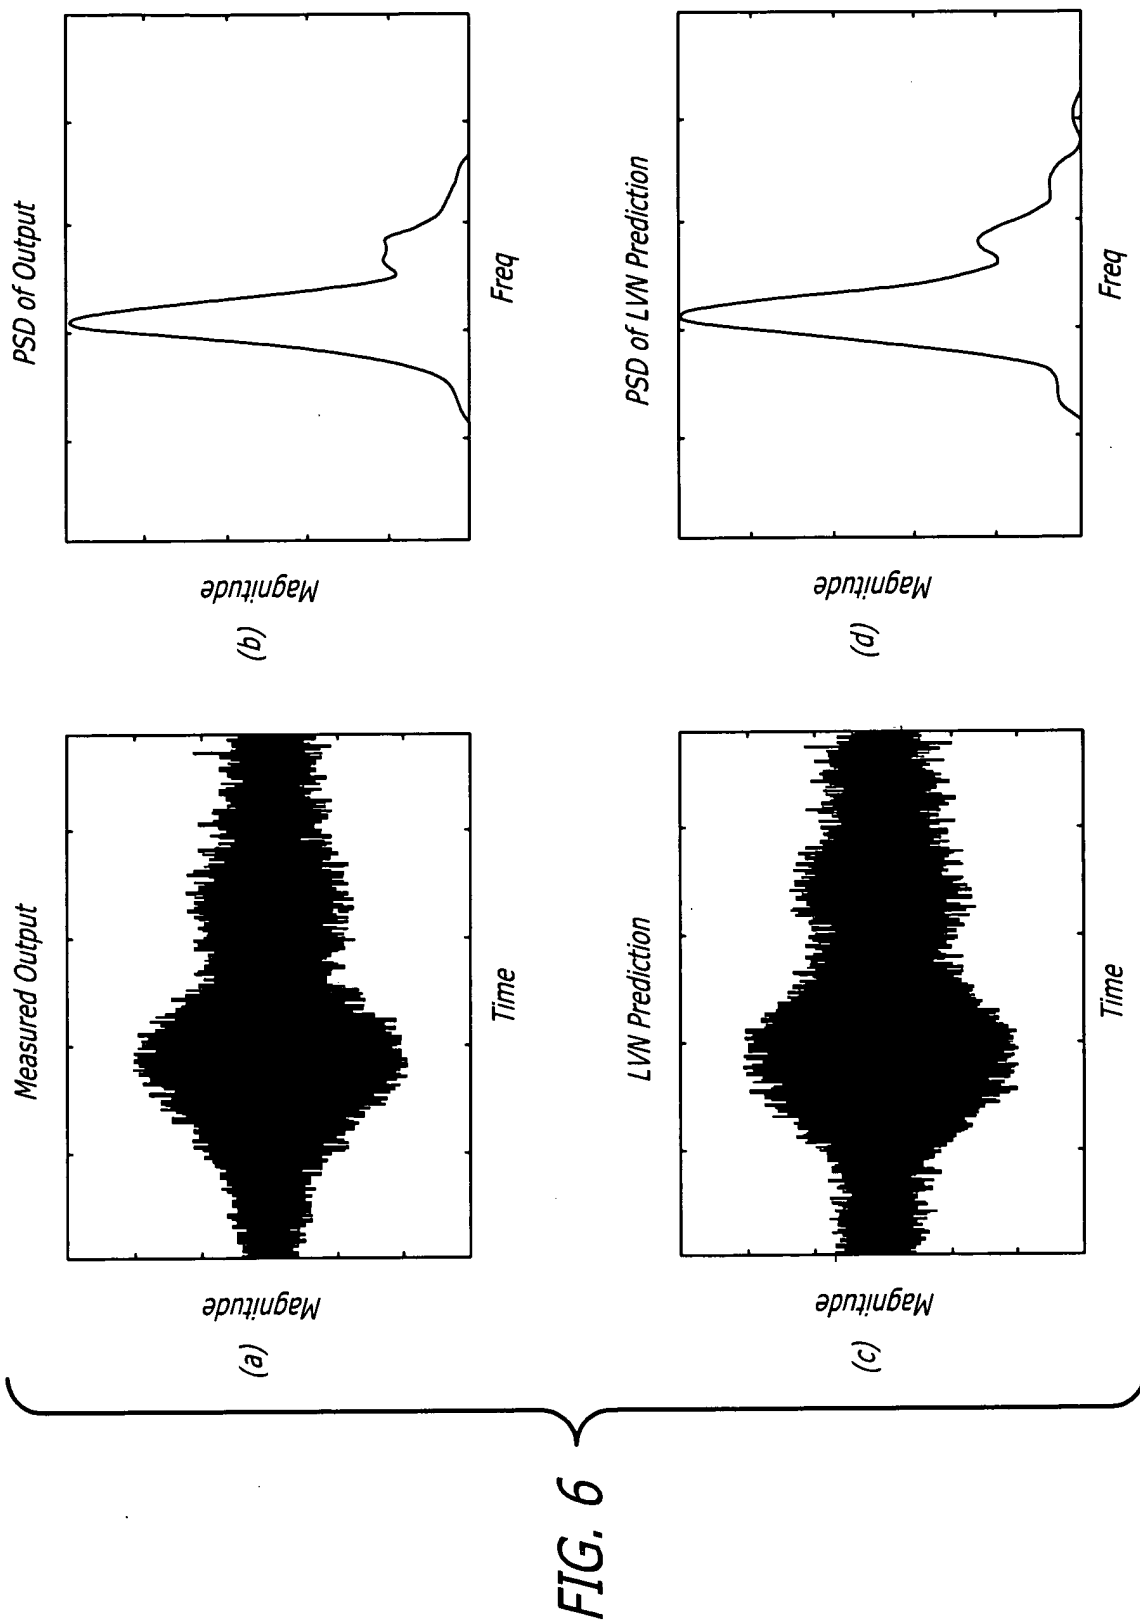 FIG. 6
(a)
Measured Output
Magnitude
Time
(b)
PSD of Output
Magnitude
Freq
(c)
LVN Prediction
Magnitude
Time
(d)
PSD of LVN Prediction
Magnitude
Freq